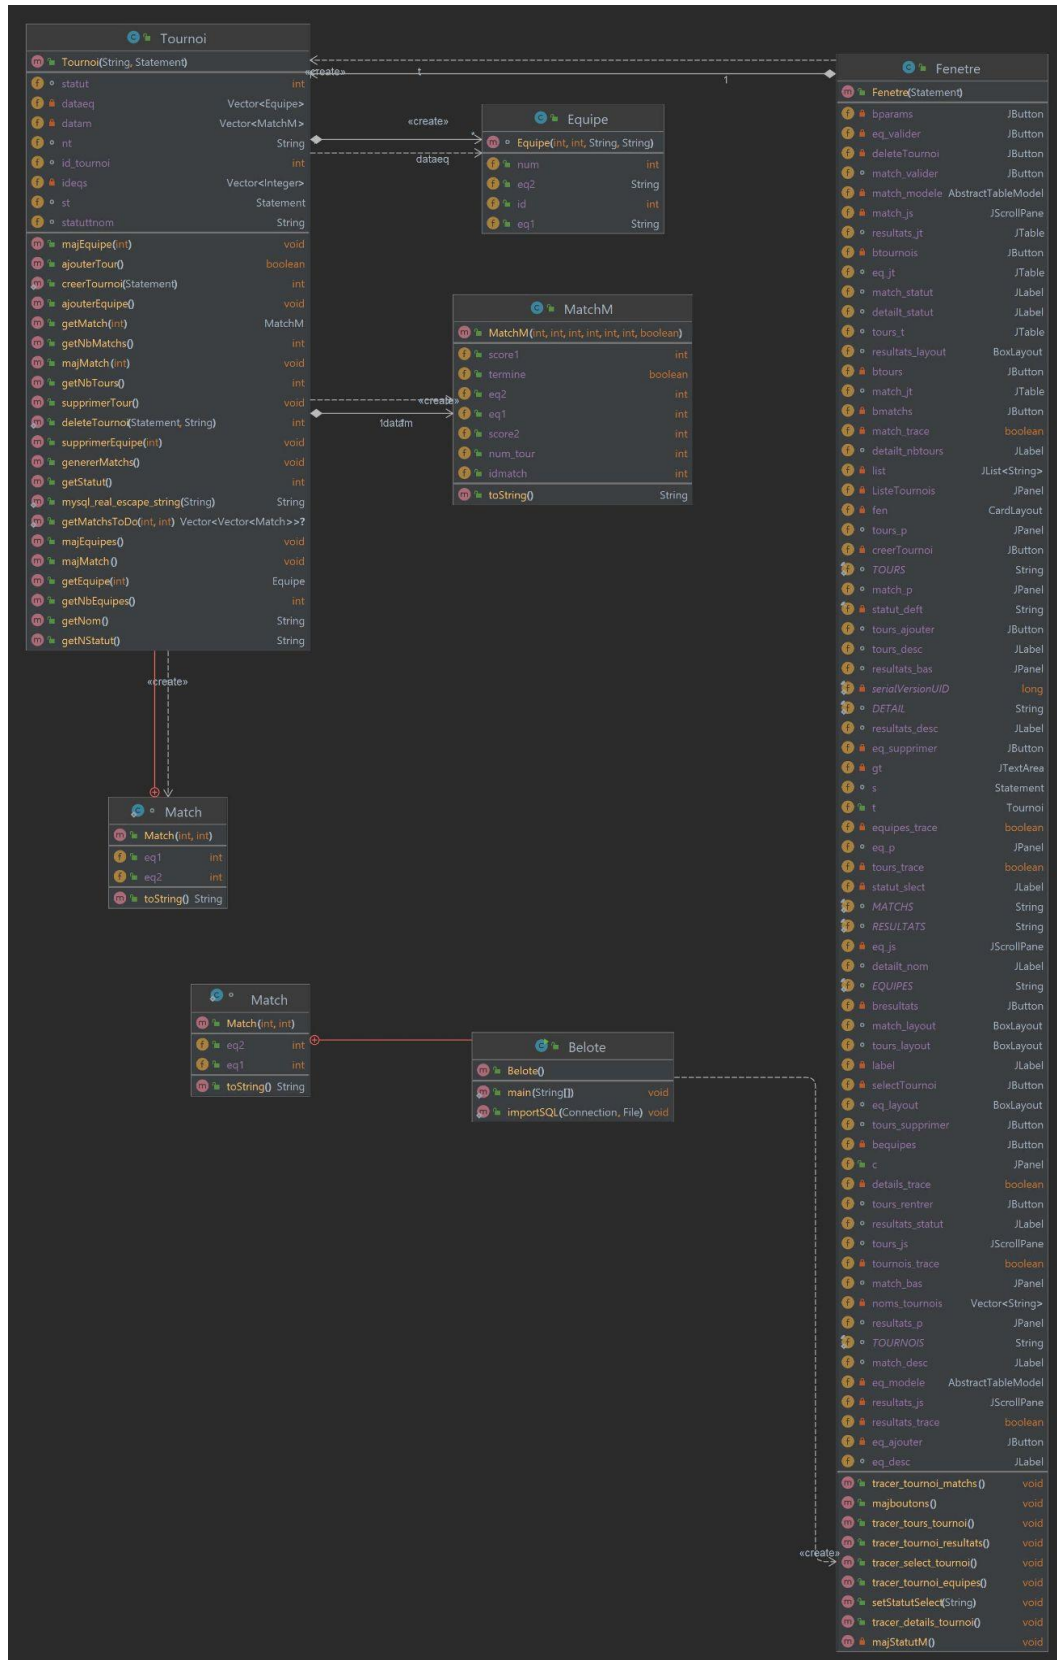 Tournoi
Tournoi(String, Statement)
statut int
dataeq Vector<Equipe>
datam Vector<MatchM>
nt String
id_tournoi int
ideqs Vector<Integer>
st Statement
statuttnom String
majEquipe(int) void
ajouterTour() boolean
creerTournoi(Statement) int
ajouterEquipe() void
getMatch(int) MatchM
getNbMatchs() int
majMatch(int) void
getNbTours() int
supprimerTour() void
deleteTournoi(Statement, String) int
supprimerEquipe(int) void
genererMatchs() void
getStatut() int
mysql_real_escape_string(String) String
getMatchsToDo(int, int) Vector<Vector<Match>>?
majEquipes() void
majMatch() void
getEquipe(int) Equipe
getNbEquipes() int
getNom() String
getNStatut() String
«create»
t
1
«create»
dataeq
Equipe
Equipe(int, int, String, String)
num int
eq2 String
id int
eq1 String
MatchM
MatchM(int, int, int, int, int, int, boolean)
score1 int
termine boolean
eq2 int
eq1 int
score2 int
num_tour int
idmatch int
toString() String
«create»
«create»
Match
Match(int, int)
eq1 int
eq2 int
toString() String
Match
Match(int, int)
eq2 int
eq1 int
toString() String
Belote
Belote()
main(String[]) void
importSQL(Connection, File) void
«create»
Fenetre
Fenetre(Statement)
bparams JButton
eq_valider JButton
deleteTournoi JButton
match_valider JButton
match_modele AbstractTableModel
match_js JScrollPane
resultats_jt JTable
btournois JButton
eq_jt JTable
match_statut JLabel
detailt_statut JLabel
tours_t JTable
resultats_layout BoxLayout
btours JButton
match_jt JTable
bmatchs JButton
match_trace boolean
detailt_nbtours JLabel
list JList<String>
ListeTournois JPanel
fen CardLayout
tours_p JPanel
creerTournoi JButton
TOURS String
match_p JPanel
statut_deft String
tours_ajouter JButton
tours_desc JLabel
resultats_bas JPanel
serialVersionUID long
DETAIL String
resultats_desc JLabel
eq_supprimer JButton
gt JTextArea
s Statement
t Tournoi
equipes_trace boolean
eq_p JPanel
tours_trace boolean
statut_slect JLabel
MATCHS String
RESULTATS String
eq_js JScrollPane
detailt_nom JLabel
EQUIPES String
bresultats JButton
match_layout BoxLayout
tours_layout BoxLayout
label JLabel
selectTournoi JButton
eq_layout BoxLayout
tours_supprimer JButton
bequipes JButton
c JPanel
details_trace boolean
tours_rentrer JButton
resultats_statut JLabel
tours_js JScrollPane
tournois_trace boolean
match_bas JPanel
noms_tournois Vector<String>
resultats_p JPanel
TOURNOIS String
match_desc JLabel
eq_modele AbstractTableModel
resultats_js JScrollPane
resultats_trace boolean
eq_ajouter JButton
eq_desc JLabel
tracer_tournoi_matchs() void
majboutons() void
tracer_tours_tournoi() void
tracer_tournoi_resultats() void
tracer_select_tournoi() void
tracer_tournoi_equipes() void
setStatutSelect(String) void
tracer_details_tournoi() void
majStatutM() void